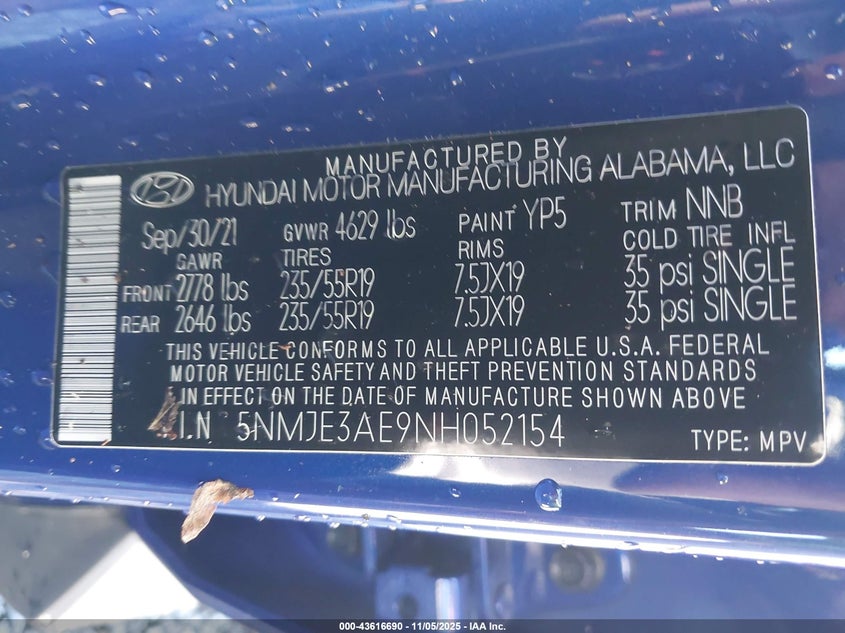 MANUFACTURED BY
HYUNDAI MOTOR MANUFACTURING ALABAMA, LLC
Sep/30/21 GVWR 4629 lbs PAINT YP5 TRIM NNB
GAWR TIRES RIMS COLD TIRE INFL
FRONT 2778 lbs 235/55R19 7.5JX19 35 psi SINGLE
REAR 2646 lbs 235/55R19 7.5JX19 35 psi SINGLE
THIS VEHICLE CONFORMS TO ALL APPLICABLE U.S.A. FEDERAL
MOTOR VEHICLE SAFETY AND THEFT PREVENTION STANDARDS
IN EFFECT ON THE DATE OF MANUFACTURE SHOWN ABOVE
.I.N 5NMJE3AE9NH052154 TYPE: MPV
000-43616690 - 11/05/2025 - IAA Inc.